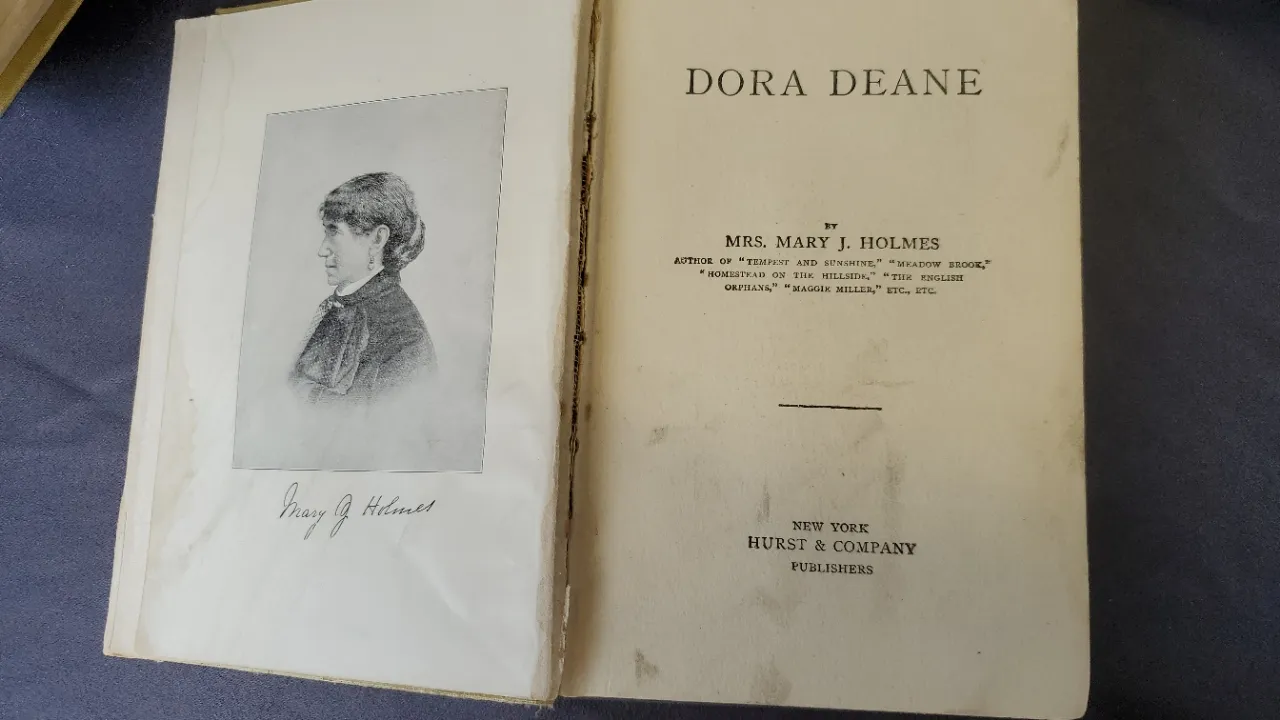 Mary J Holmes
DORA DEANE
BY
MRS. MARY J. HOLMES
AUTHOR OF "TEMPEST AND SUNSHINE," "MEADOW BROOK,"
"HOMESTEAD ON THE HILLSIDE," "THE ENGLISH
ORPHANS," "MAGGIE MILLER," ETC., ETC.
NEW YORK
HURST & COMPANY
PUBLISHERS